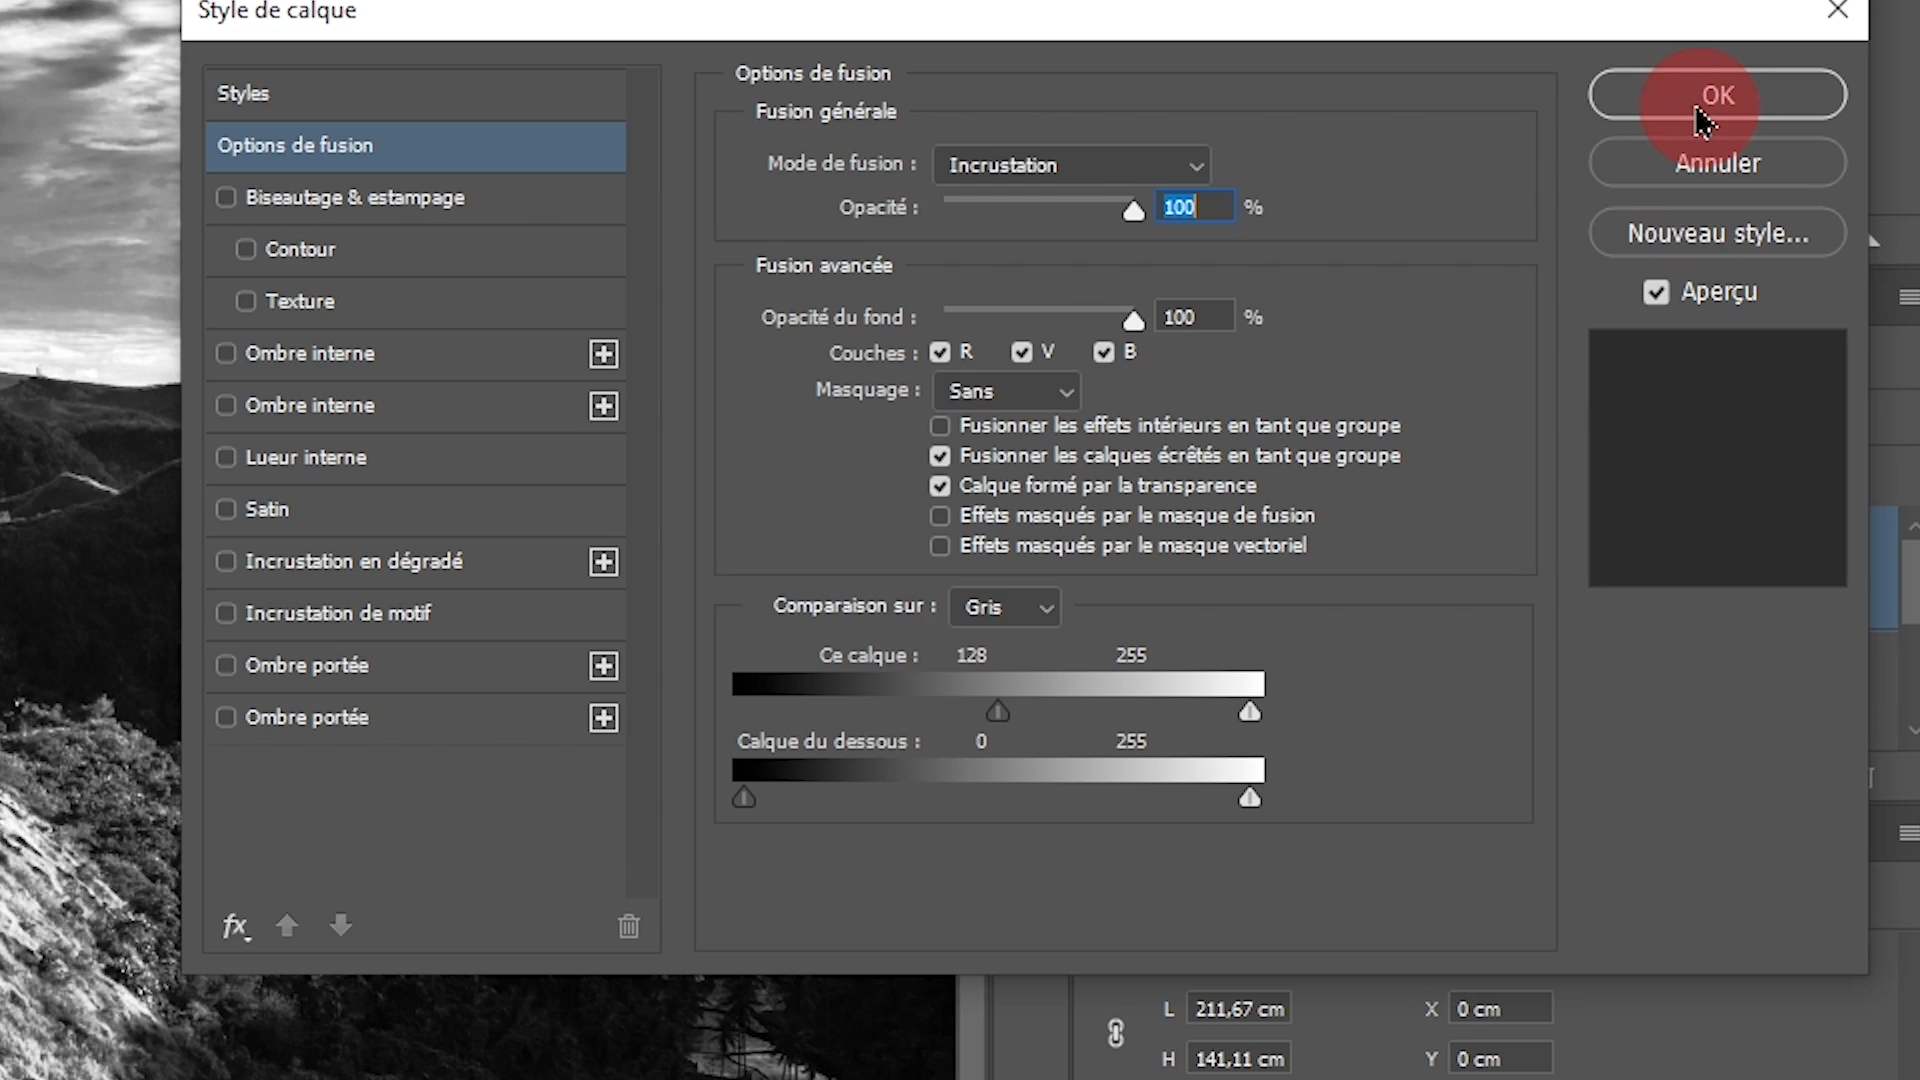 Style de calque
Styles
Options de fusion
Biseautage & estampage
Contour
Texture
Ombre interne
Ombre interne
Lueur interne
Satin
Incrustation en dégradé
Incrustation de motif
Ombre portée
Ombre portée
fx
Options de fusion
Fusion générale
Mode de fusion : Incrustation
Opacité : 100 %
Fusion avancée
Opacité du fond : 100 %
Couches : R V B
Masquage : Sans
Fusionner les effets intérieurs en tant que groupe
Fusionner les calques écrêtés en tant que groupe
Calque formé par la transparence
Effets masqués par le masque de fusion
Effets masqués par le masque vectoriel
Comparaison sur : Gris
Ce calque : 128 255
Calque du dessous : 0 255
OK
Annuler
Nouveau style...
Aperçu
L 211,67 cm X 0 cm
H 141,11 cm Y 0 cm